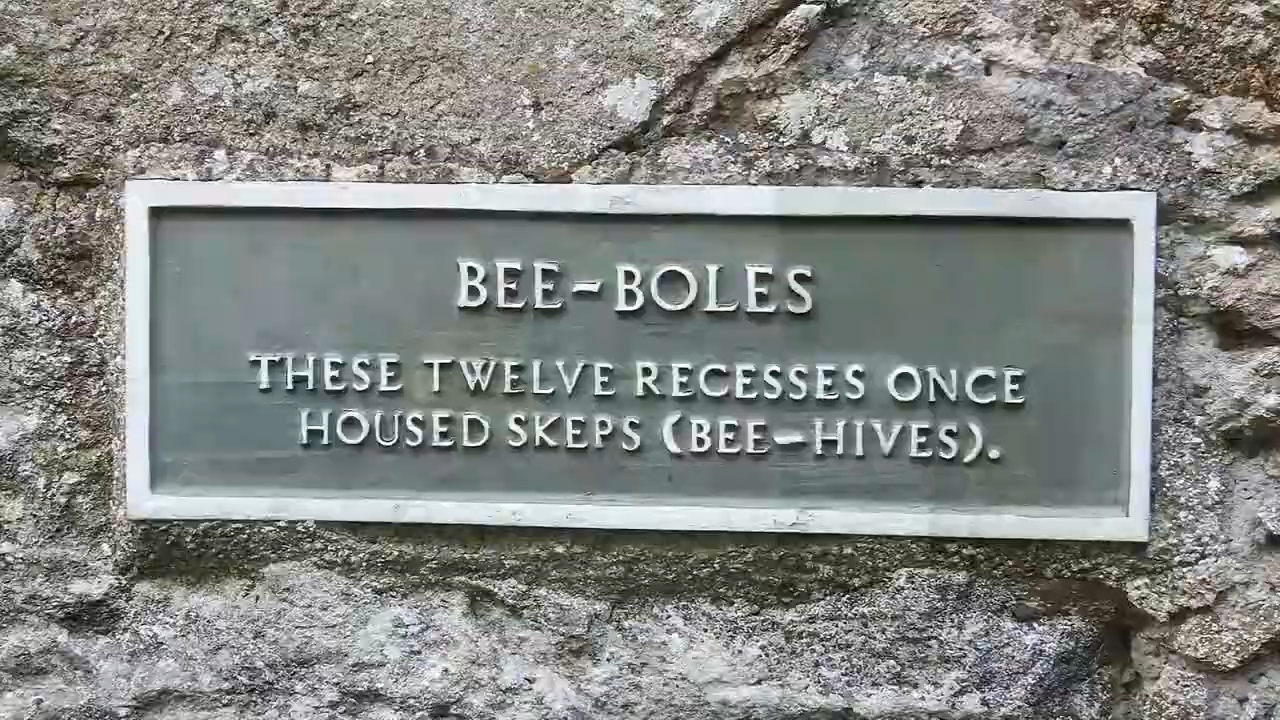 BEE-BOLES
THESE TWELVE RECESSES ONCE
HOUSED SKEPS (BEE-HIVES).